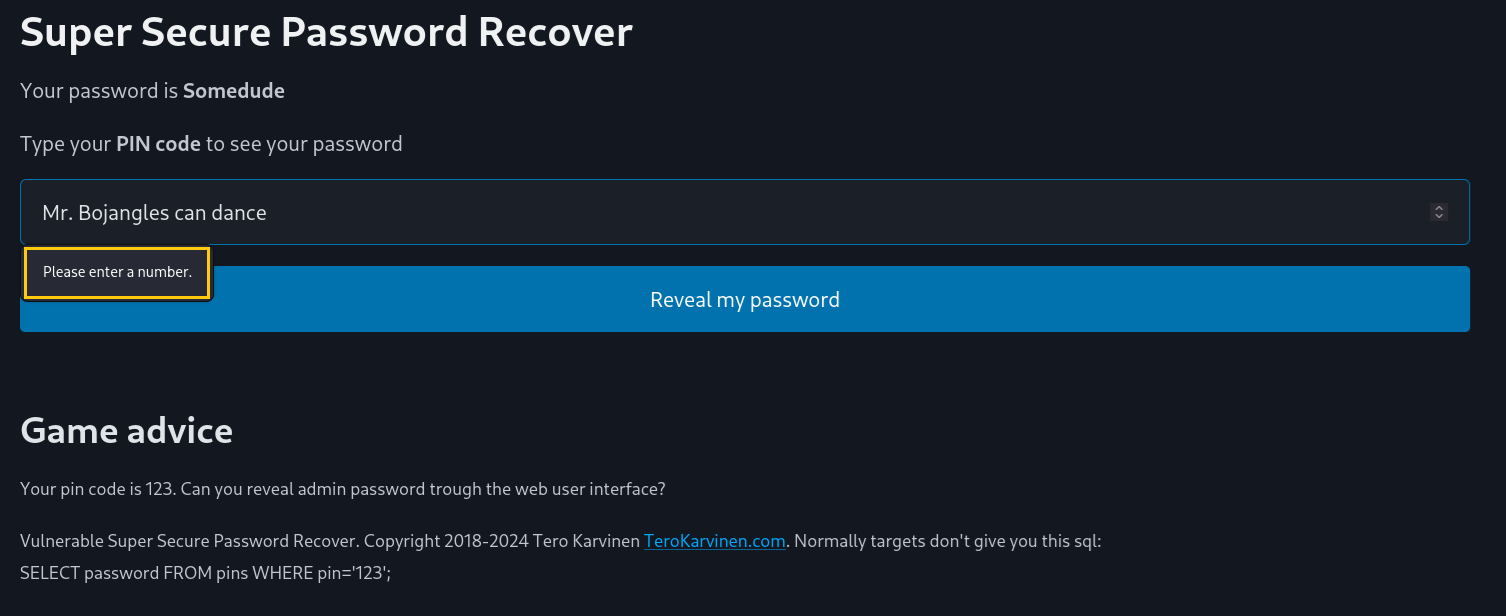 Super Secure Password Recover
Your password is Somedude
Type your PIN code to see your password
Mr. Bojangles can dance
Please enter a number.
Reveal my password
Game advice
Your pin code is 123. Can you reveal admin password trough the web user interface?
Vulnerable Super Secure Password Recover. Copyright 2018-2024 Tero Karvinen TeroKarvinen.com. Normally targets don't give you this sql:
SELECT password FROM pins WHERE pin='123';